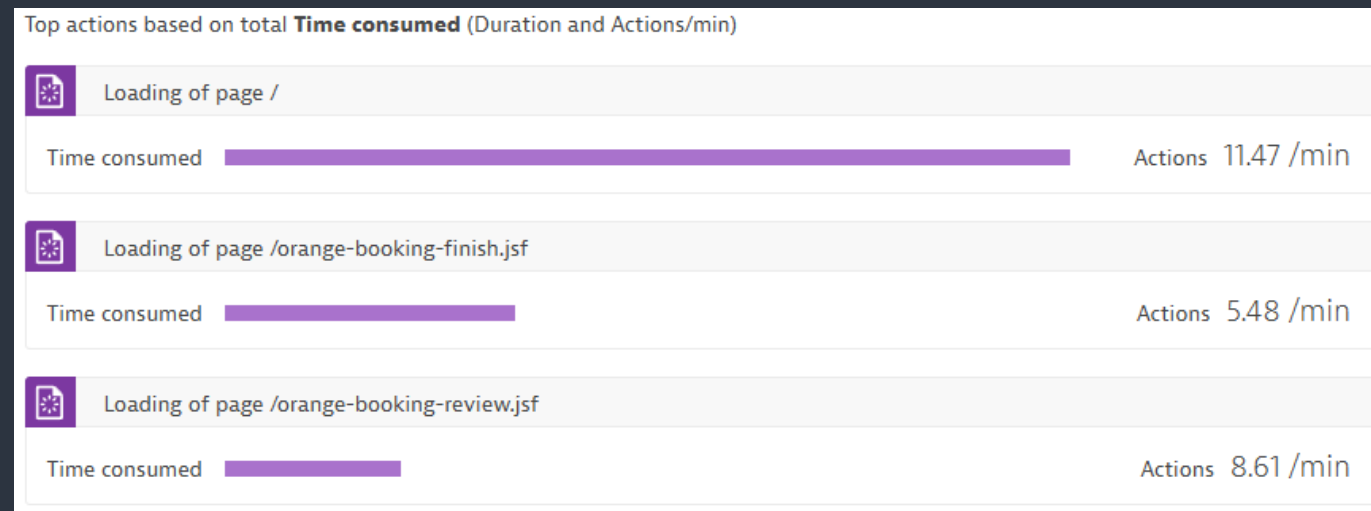 Top actions based on total Time consumed (Duration and Actions/min)
Loading of page /
Time consumed Actions 11.47 /min
Loading of page /orange-booking-finish.jsf
Time consumed Actions 5.48 /min
Loading of page /orange-booking-review.jsf
Time consumed Actions 8.61 /min